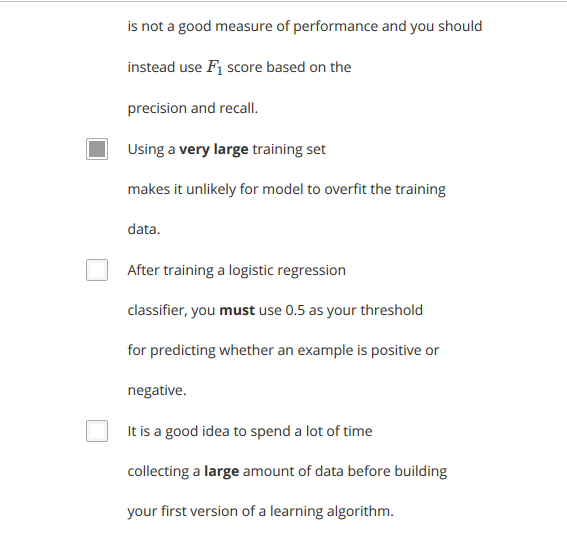 is not a good measure of performance and you should
instead use F₁ score based on the
precision and recall.
Using a very large training set
makes it unlikely for model to overfit the training
data.
After training a logistic regression
classifier, you must use 0.5 as your threshold
for predicting whether an example is positive or
negative.
It is a good idea to spend a lot of time
collecting a large amount of data before building
your first version of a learning algorithm.